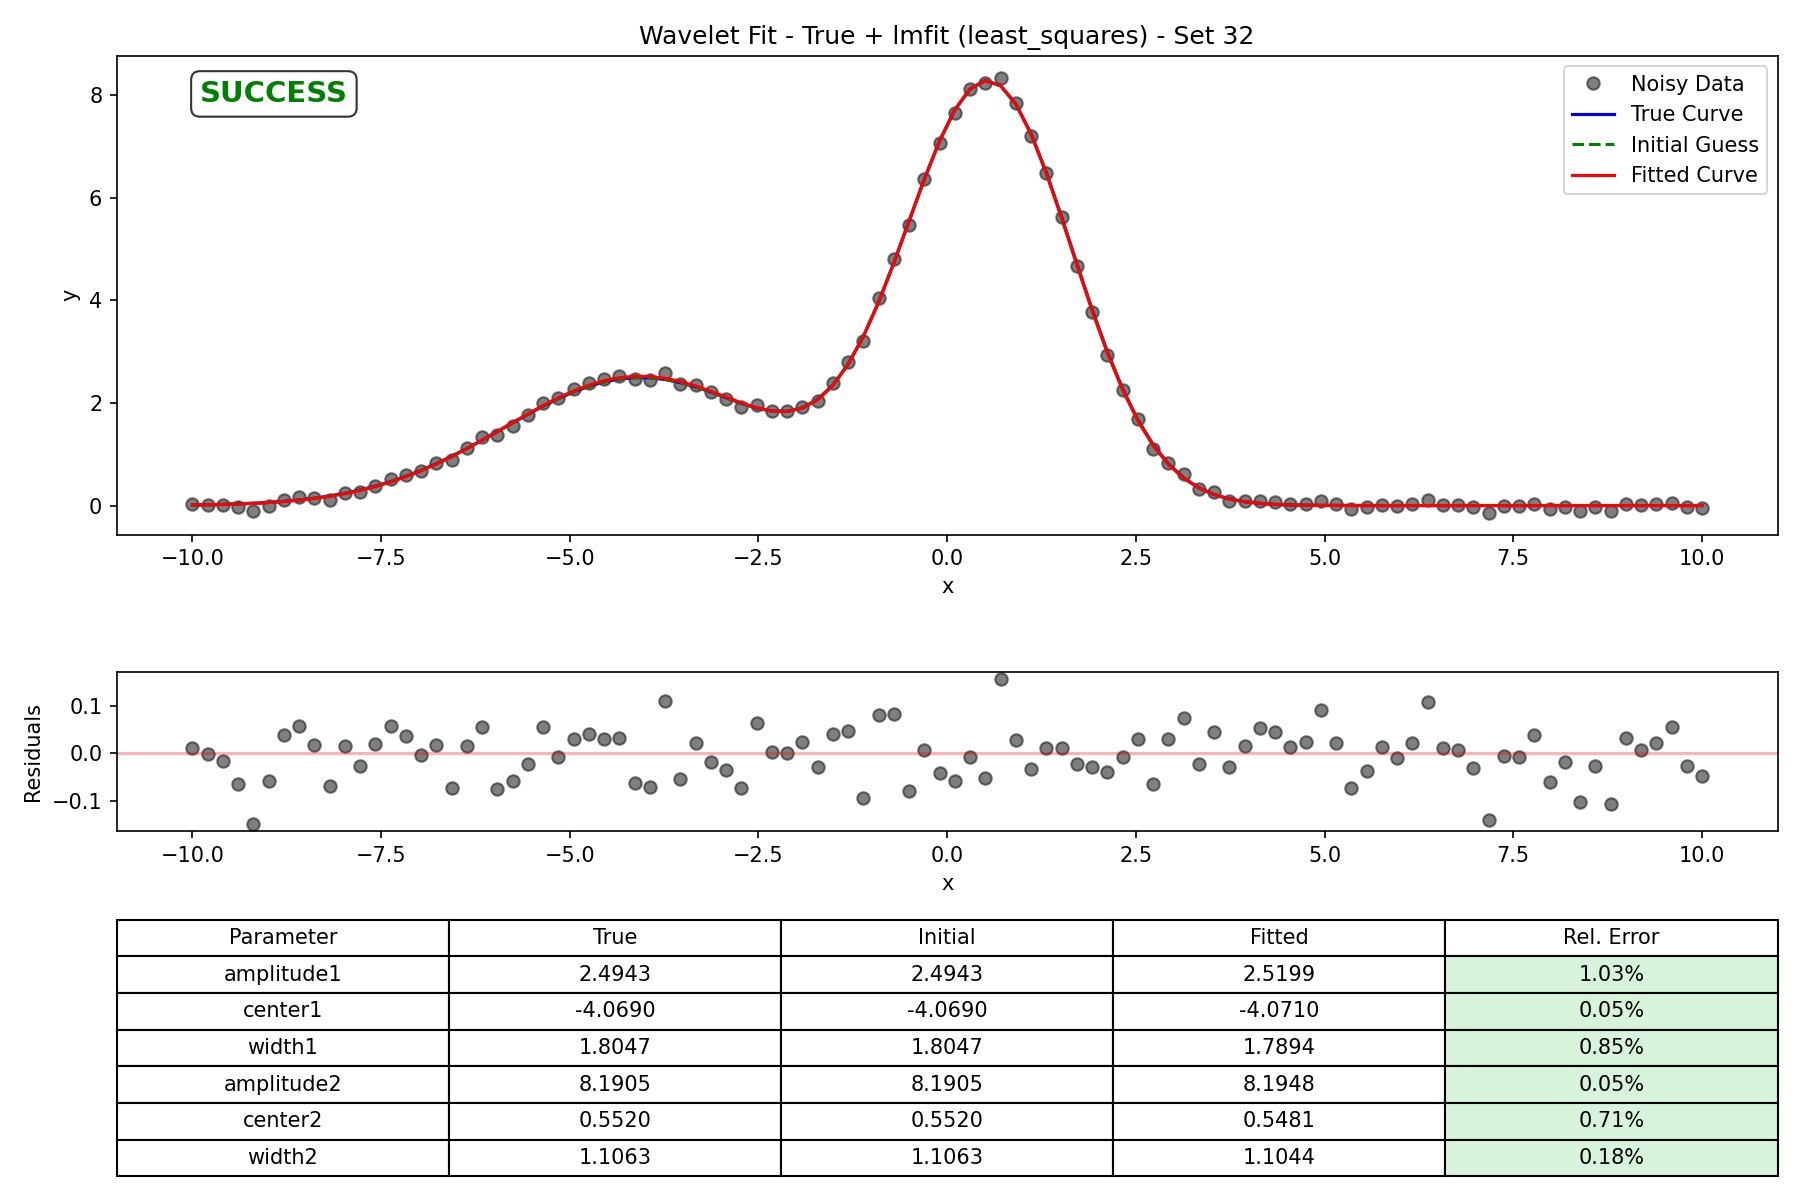 Wavelet Fit - True + lmfit (least_squares) - Set 32
SUCCESS
Noisy Data
True Curve
Initial Guess
Fitted Curve
y
8
6
4
2
0
−10.0 −7.5 −5.0 −2.5 0.0 2.5 5.0 7.5 10.0
x
Residuals
0.1
0.0
−0.1
−10.0 −7.5 −5.0 −2.5 0.0 2.5 5.0 7.5 10.0
x
Parameter True Initial Fitted Rel. Error
amplitude1 2.4943 2.4943 2.5199 1.03%
center1 -4.0690 -4.0690 -4.0710 0.05%
width1 1.8047 1.8047 1.7894 0.85%
amplitude2 8.1905 8.1905 8.1948 0.05%
center2 0.5520 0.5520 0.5481 0.71%
width2 1.1063 1.1063 1.1044 0.18%